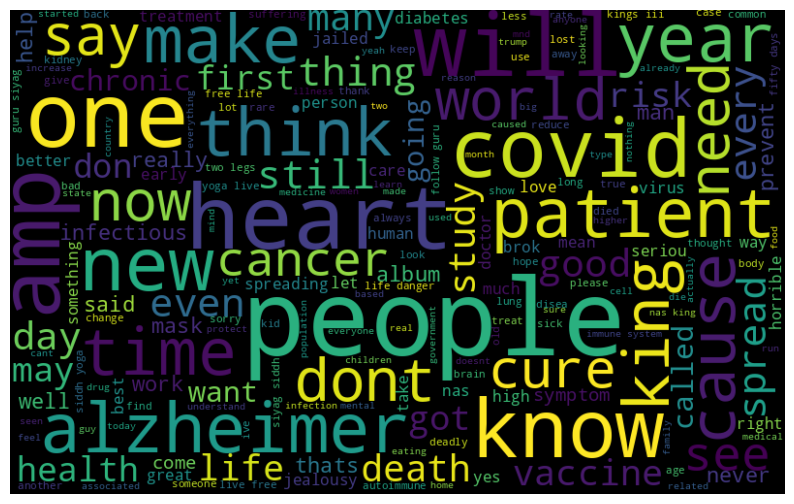 people
one
will
covid
heart
know
think
make
patient
alzheimer
time
new
amp
cause
king
need
year
world
say
dont
cure
cancer
now
see
spread
life
death
good
study
risk
thing
first
many
still
even
day
may
health
vaccine
every
got
called
chronic
infectious
really
don
going
want
well
said
album
mask
work
help
man
prevent
horrible
never
symptom
high
right
way
virus
love
person
jailed
diabetes
treatment
suffering
started
back
less
rate
anyone
kings iii
case
common
yeah
keep
kidney
increase
give
free life
illness
thank
mnd
trump
use
lost
away
looking
already
fifty days
guru siyag
everything
country
lot
rare
two
reason
big
caused
reduce
nothing
better
early
two legs
care
follow guru
month
type
bad
state
yoga live
medicine
women
learn
made
show
long
true
doctor
human
mind
always
used
died
higher
mean
brok
seriou
thought
food
something
yet
look
hope
body
spreading
let
life danger
much
lung
disea
please
cell
die
actually
change
sorry
protect
kid
based
everyone
real
population
government
treat
sure
sick
old
immune system
nas king
run
cant
siddh yoga
drug
best
find
come
great
thats
take
nas
children
doesnt
brain
siyag siddh
infection
mental
understand
live
guy
today
seen
feel
another
associated
someone
live free
jealousy
autoimmune
eating
home
deadly
yes
family
age
related
medical